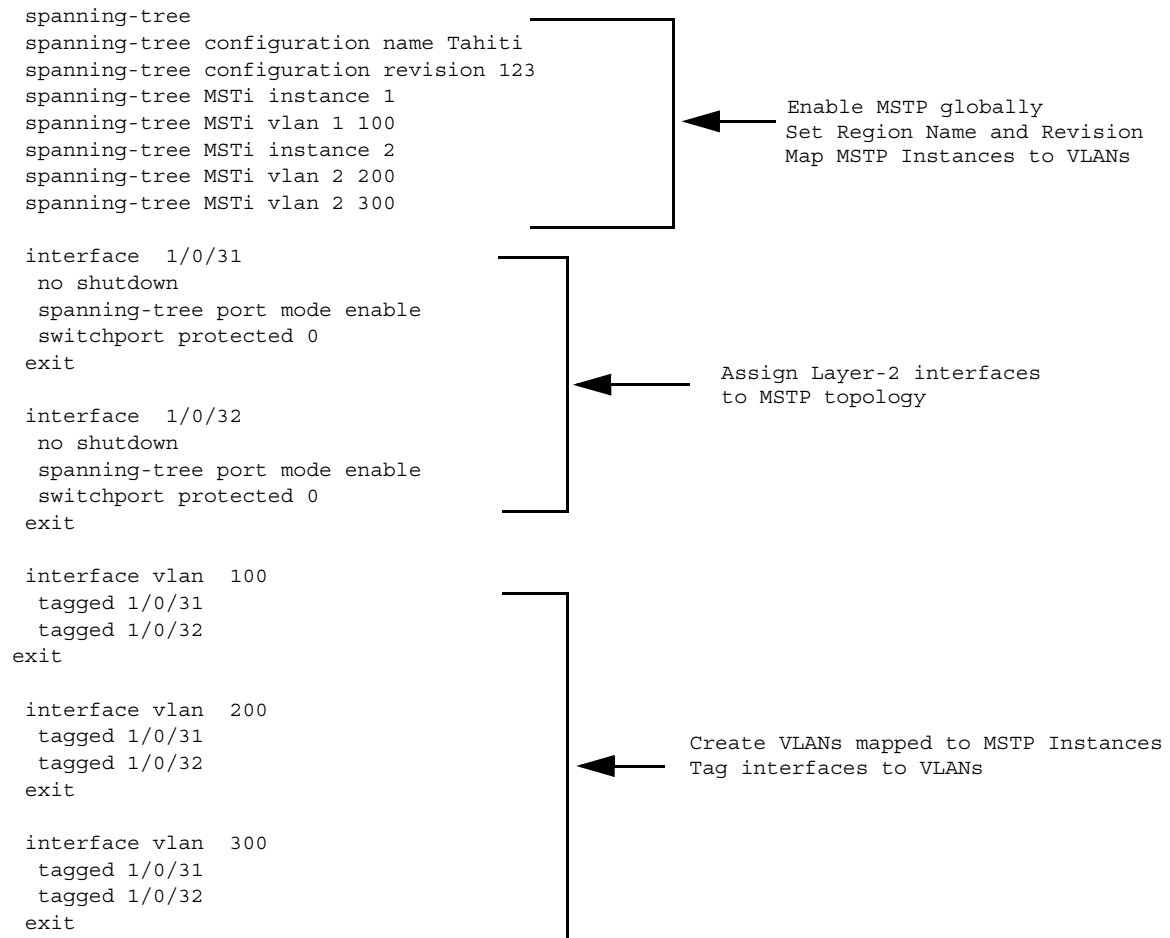 spanning-tree
spanning-tree configuration name Tahiti
spanning-tree configuration revision 123
spanning-tree MSTi instance 1
spanning-tree MSTi vlan 1 100
spanning-tree MSTi instance 2
spanning-tree MSTi vlan 2 200
spanning-tree MSTi vlan 2 300
Enable MSTP globally
Set Region Name and Revision
Map MSTP Instances to VLANs
interface  1/0/31
no shutdown
spanning-tree port mode enable
switchport protected 0
exit
interface  1/0/32
no shutdown
spanning-tree port mode enable
switchport protected 0
exit
Assign Layer-2 interfaces
to MSTP topology
interface vlan  100
tagged 1/0/31
tagged 1/0/32
exit
interface vlan  200
tagged 1/0/31
tagged 1/0/32
exit
interface vlan  300
tagged 1/0/31
tagged 1/0/32
exit
Create VLANs mapped to MSTP Instances
Tag interfaces to VLANs